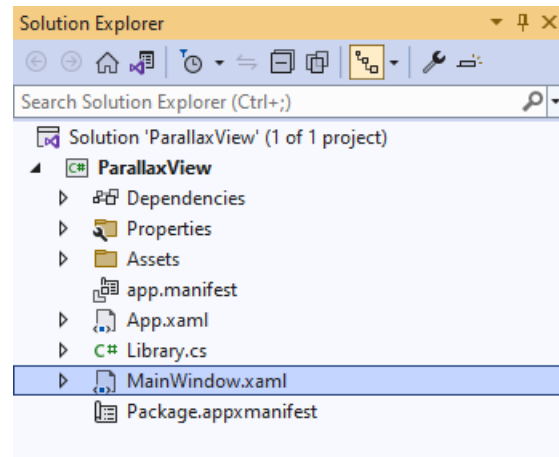 Solution Explorer
Search Solution Explorer (Ctrl+;)
Solution 'ParallaxView' (1 of 1 project)
C# ParallaxView
Dependencies
Properties
Assets
app.manifest
App.xaml
C# Library.cs
MainWindow.xaml
Package.appxmanifest